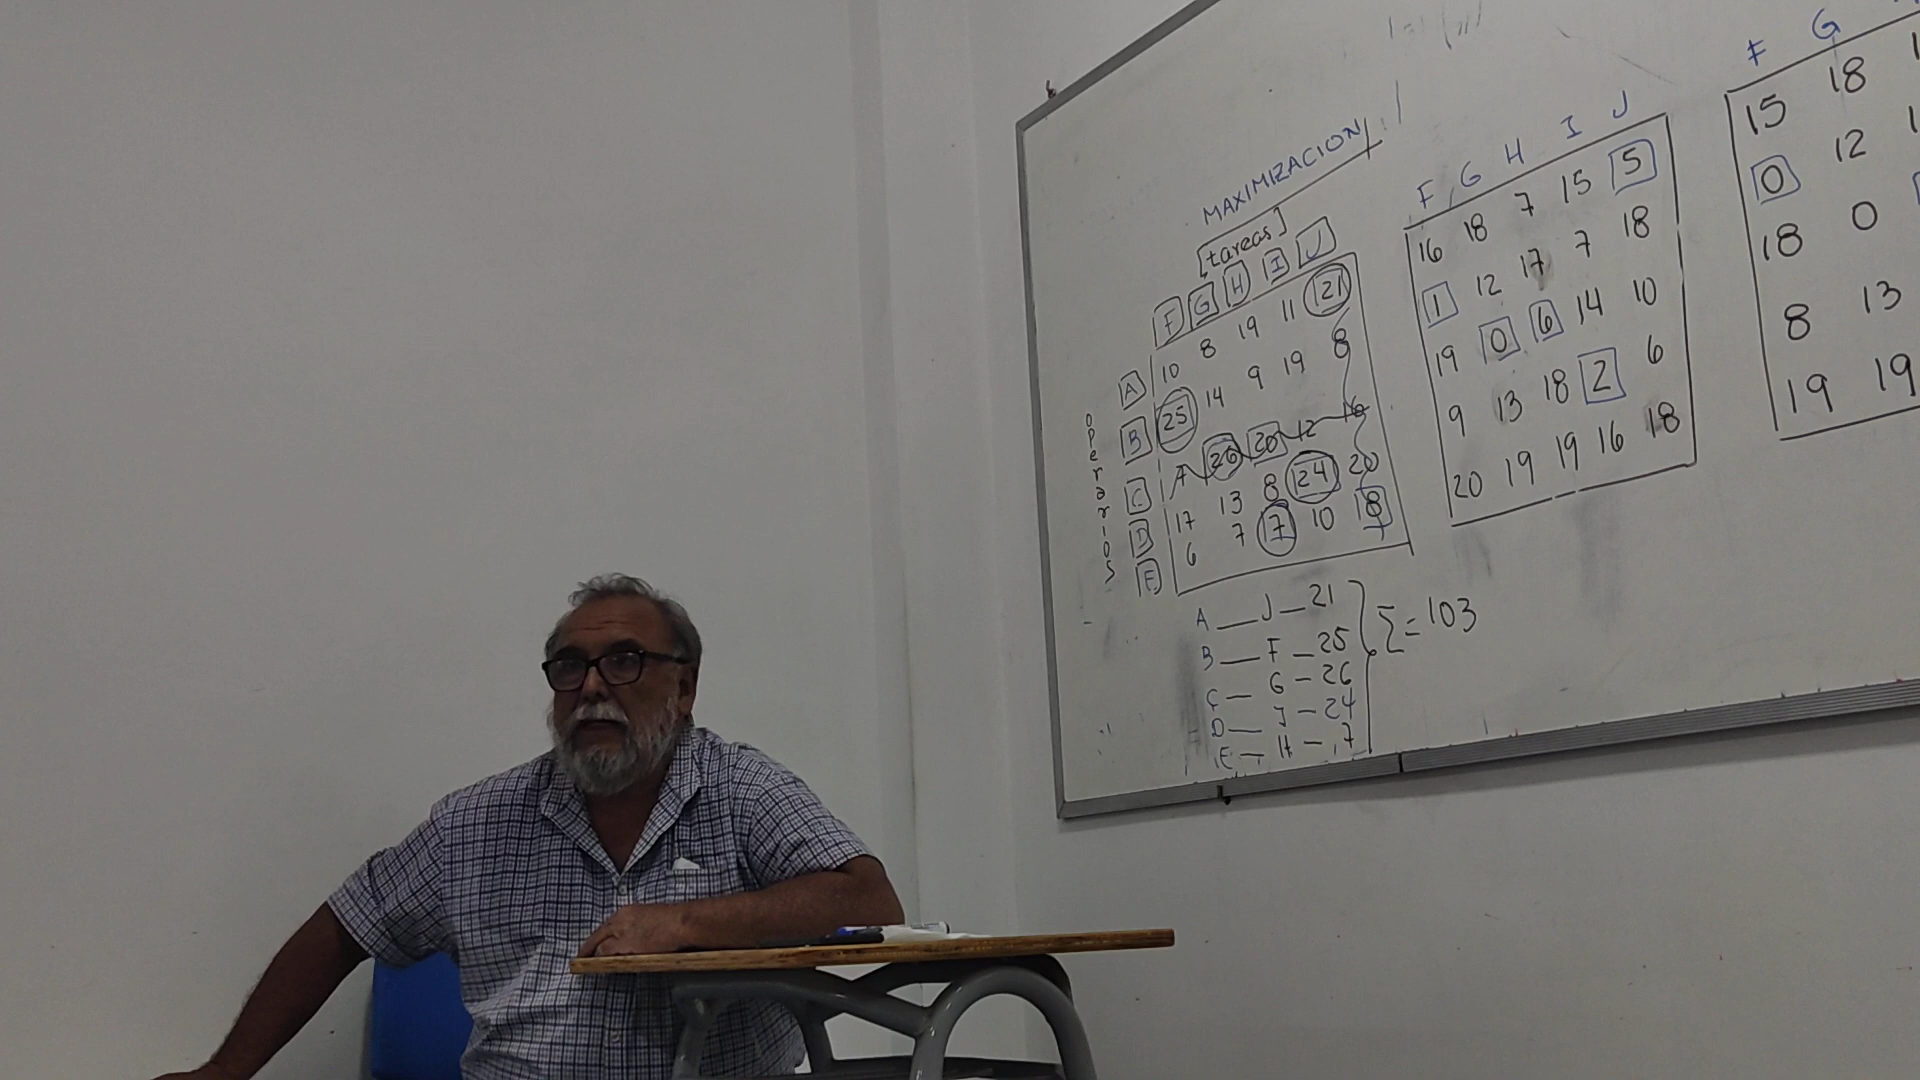 MAXIMIZACION
[tareas]
F G H I J
A 10 8 19 11 21
B 25 14 9 19 8
C 26 20 12 16
D 17 13 8 24 20
E 6 7 7 10 18
Operarios
A — J — 21
B — F — 25
C — G — 26
D — I — 24
E — H — 7
Σ = 103
F G H I J
16 18 7 15 5
1 12 17 7 18
19 0 6 14 10
9 13 18 2 6
20 19 19 16 18
F G
15 18
0 12
18 0
8 13
19 19